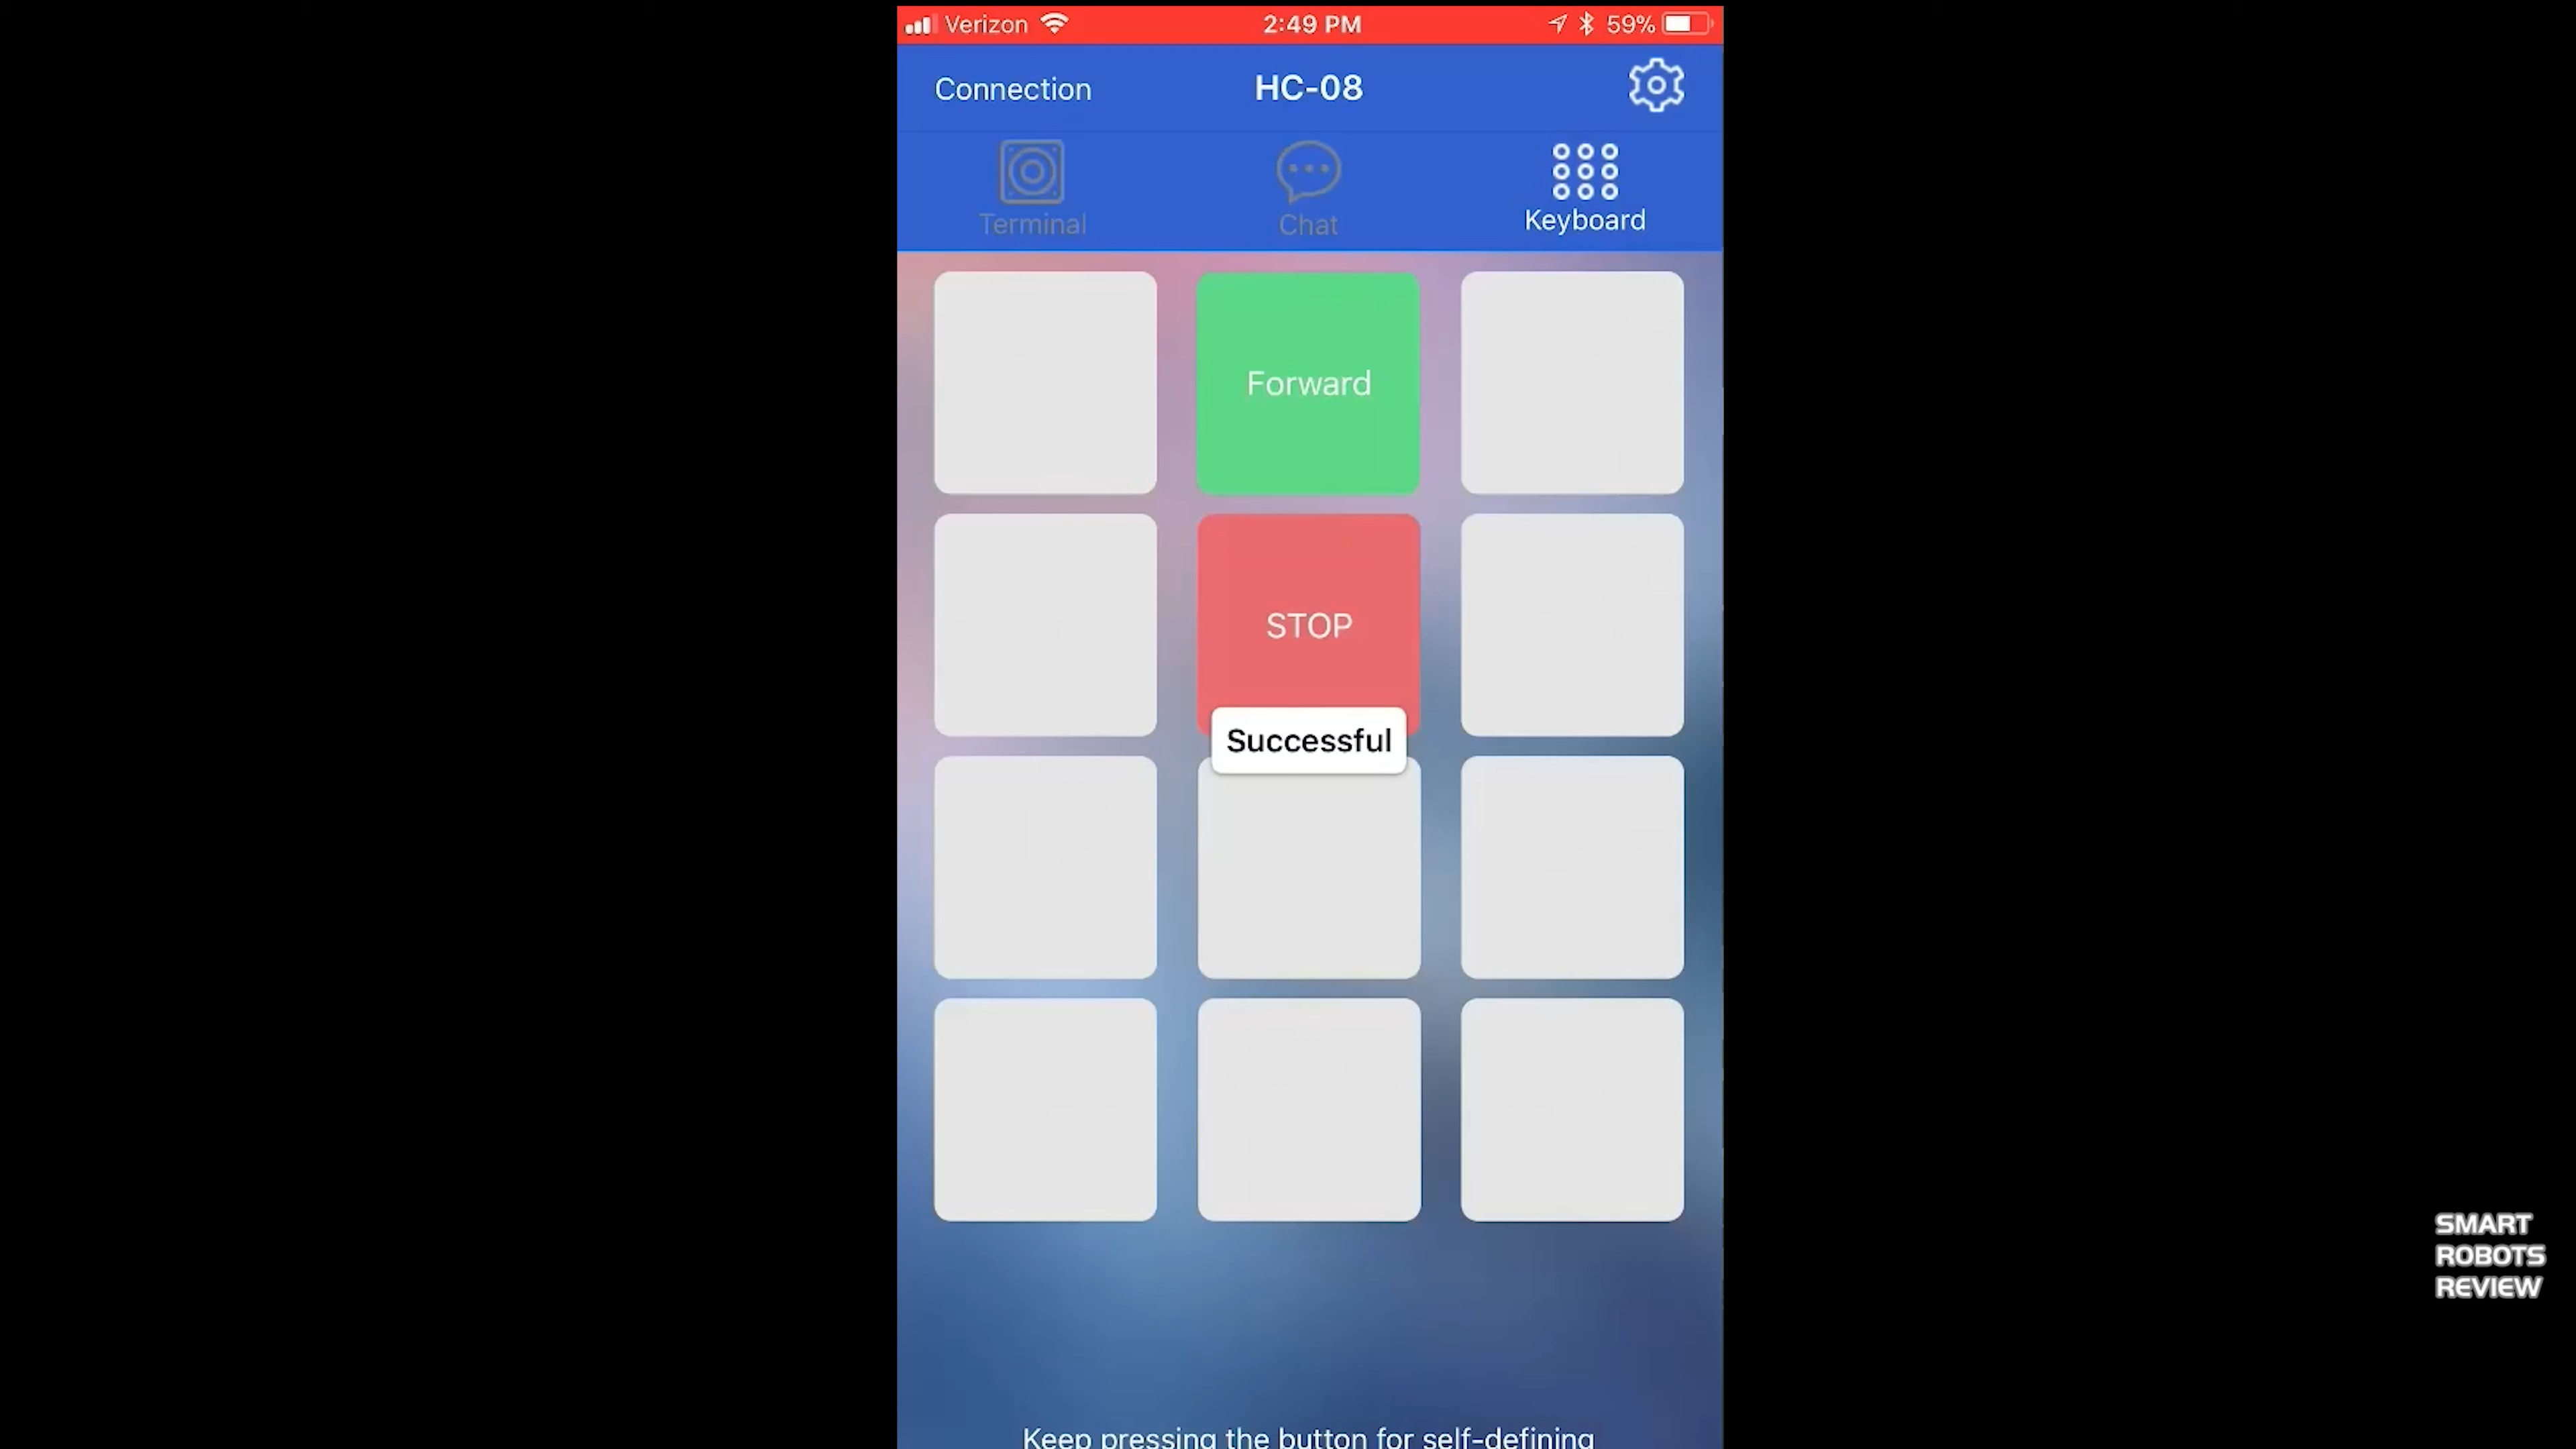 Verizon 2:49 PM 59%
Connection HC-08
Terminal Chat Keyboard
Forward
STOP
Successful
Keep pressing the button for self-defining
SMART
ROBOTS
REVIEW